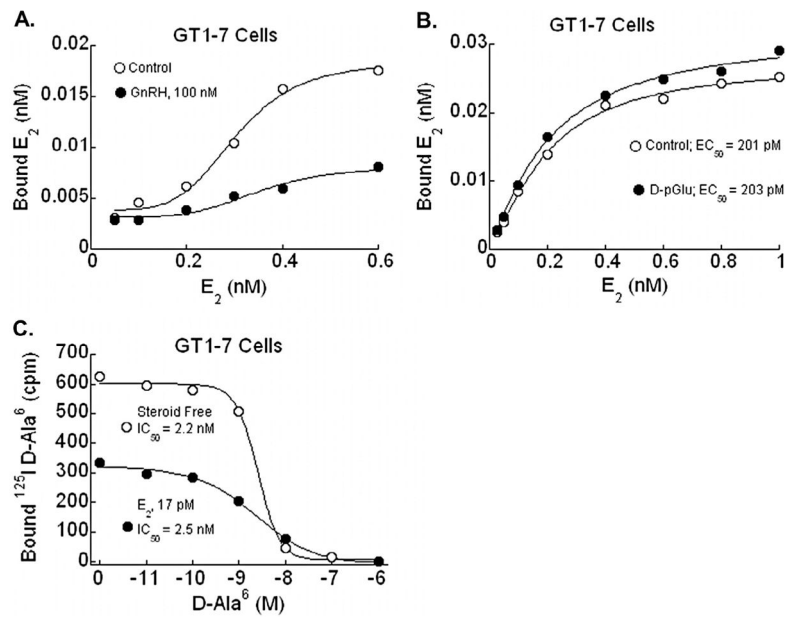 A.
GT1-7 Cells
0.02
0.015
0.01
0.005
0
Bound E2 (nM)
Control
GnRH, 100 nM
0
0.2
0.4
0.6
E2 (nM)
B.
GT1-7 Cells
0.03
0.02
0.01
0
Bound E2 (nM)
Control; EC50 = 201 pM
D-pGlu; EC50 = 203 pM
0
0.2
0.4
0.6
0.8
1
E2 (nM)
C.
GT1-7 Cells
700
600
500
400
300
200
100
0
Bound 125I D-Ala6 (cpm)
Steroid Free
IC50 = 2.2 nM
E2, 17 pM
IC50 = 2.5 nM
0
-11
-10
-9
-8
-7
-6
D-Ala6 (M)